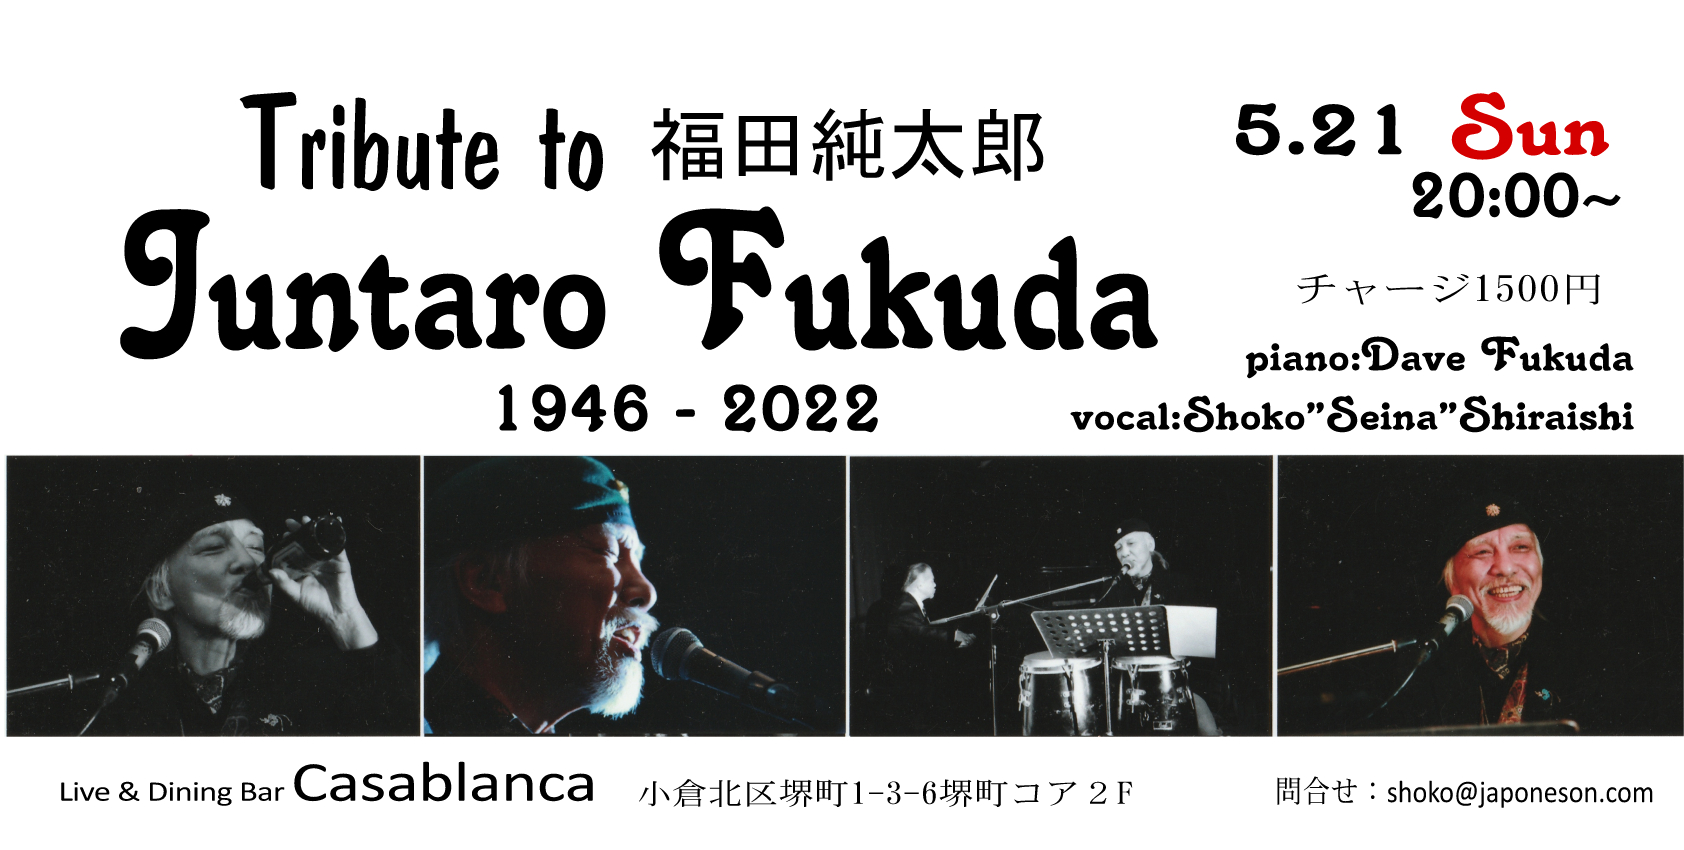 Tribute to 福田純太郎
Juntaro Fukuda
1946 - 2022
5.21 Sun
20:00~
チャージ1500円
piano:Dave Fukuda
vocal:Shoko"Seina"Shiraishi
Live & Dining Bar Casablanca
小倉北区堺町1-3-6堺町コア２F
問合せ：shoko@japoneson.com